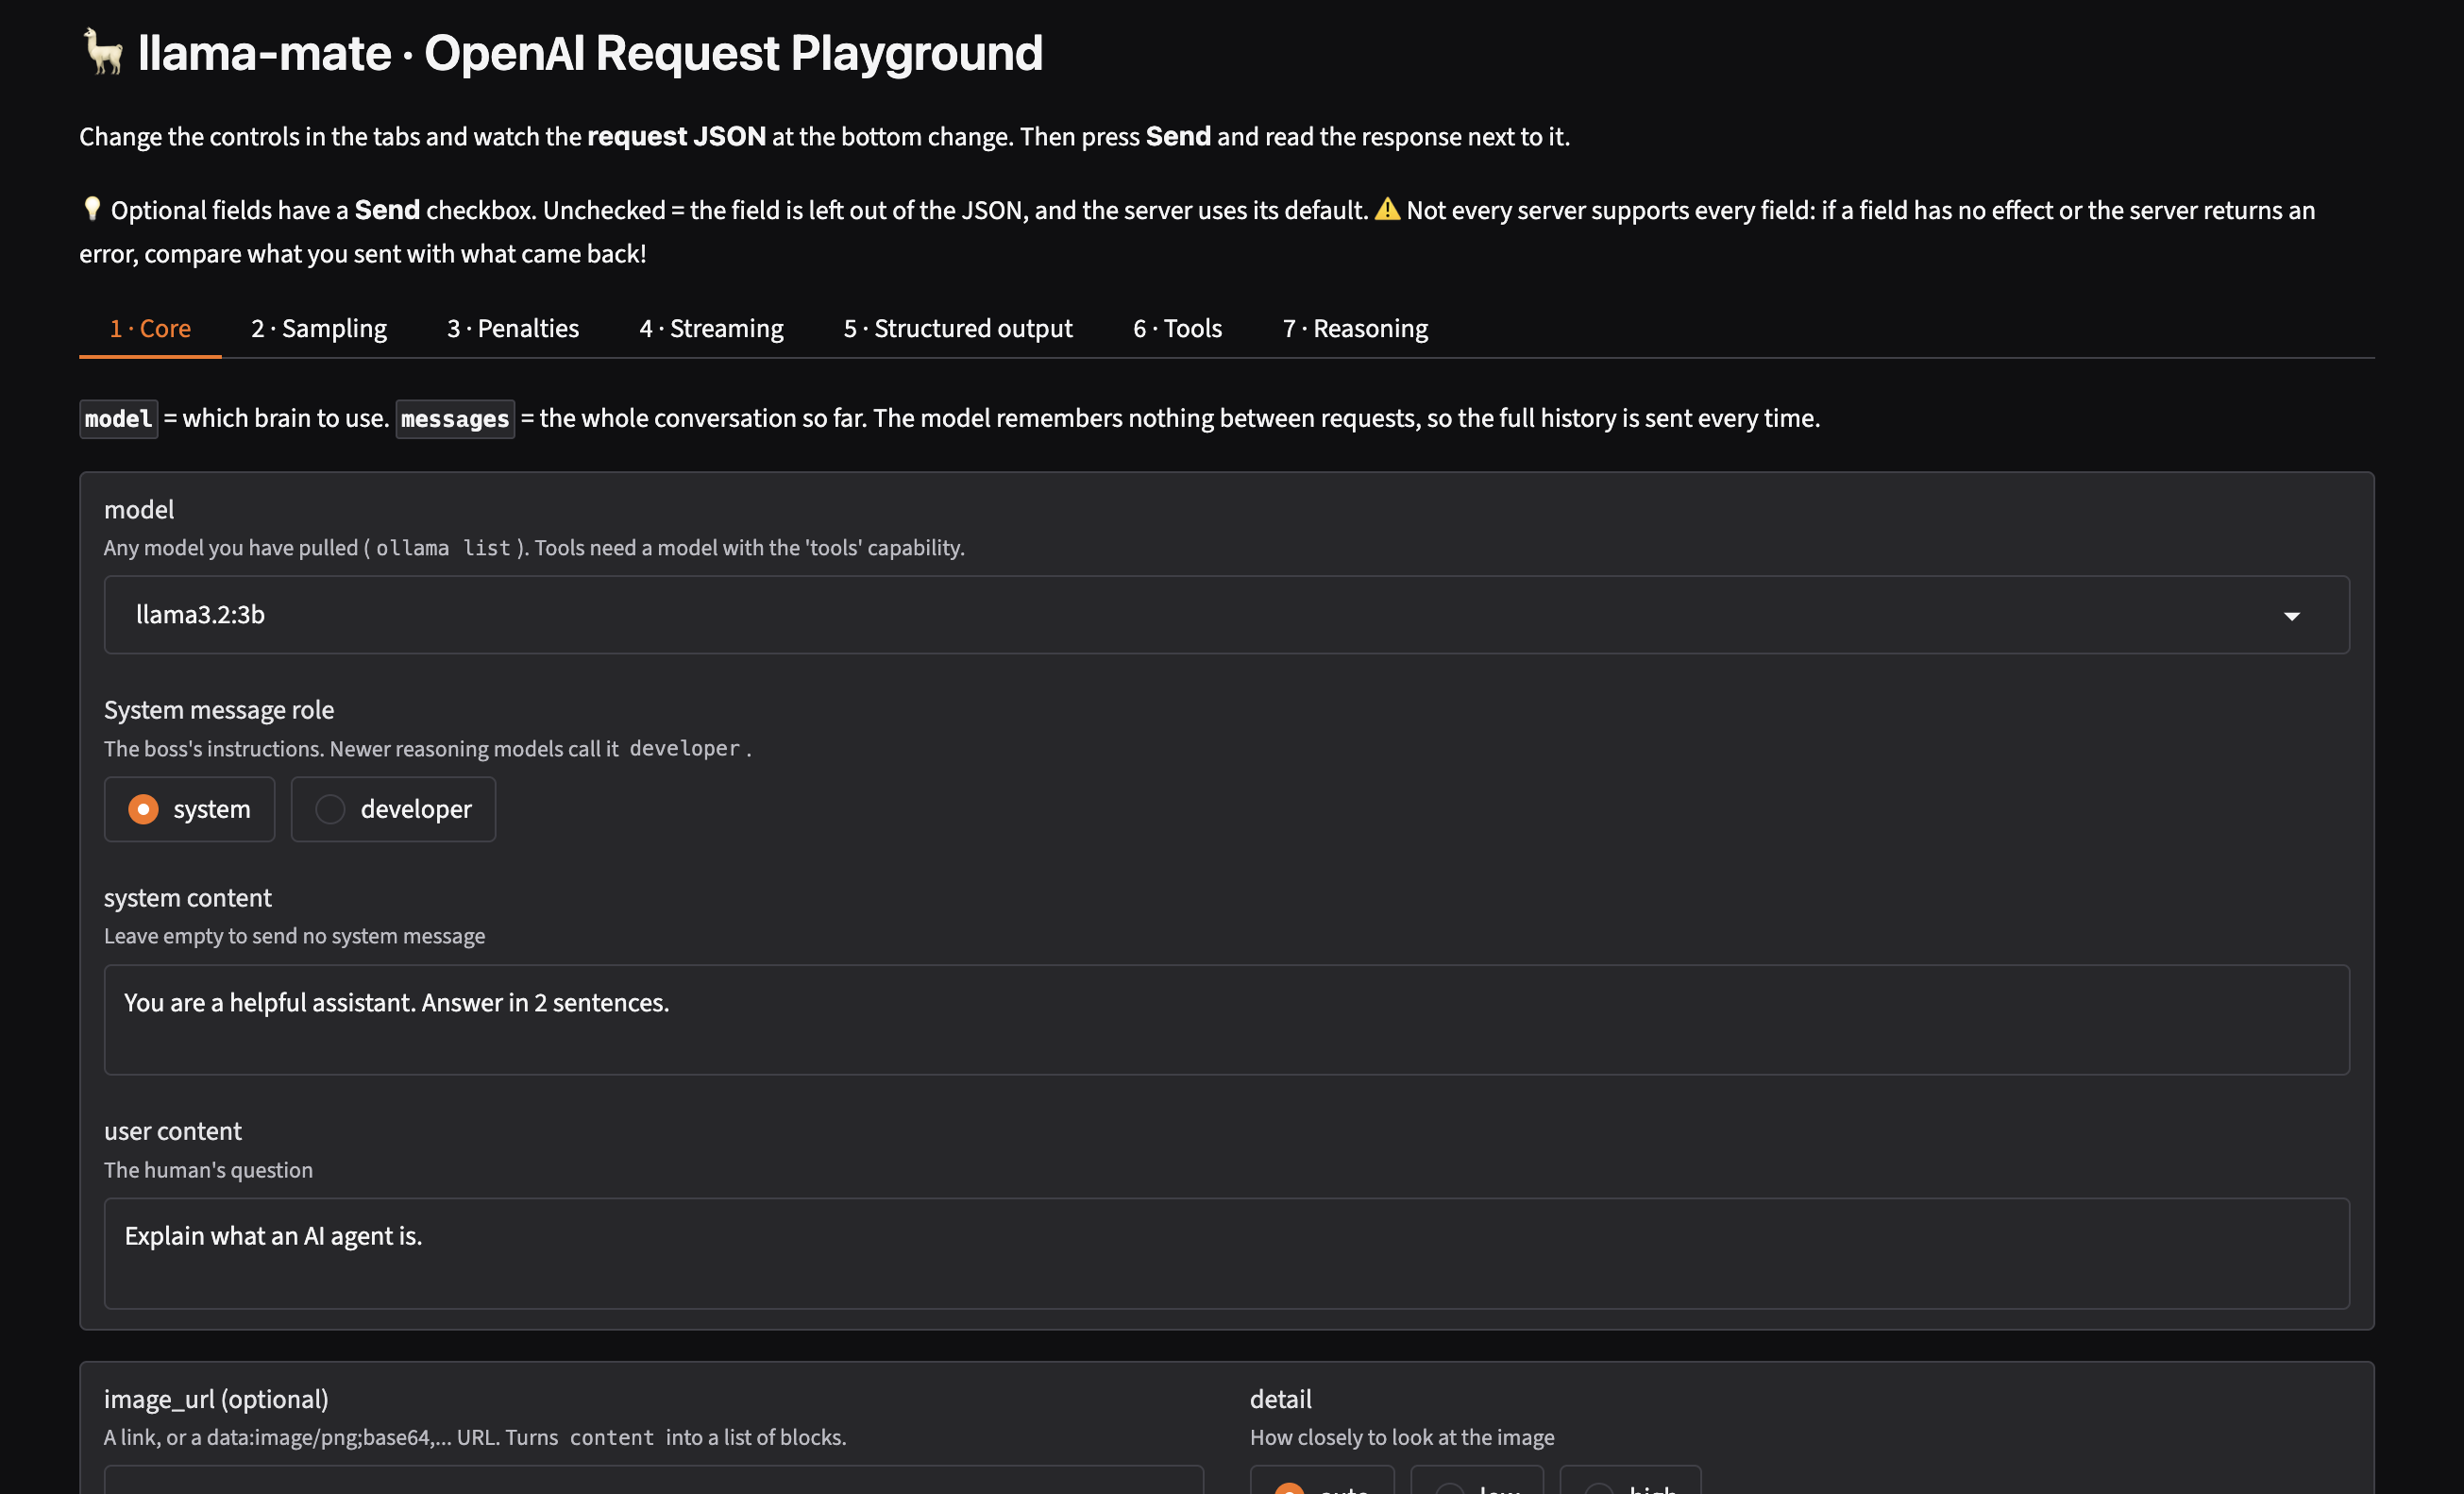 🦙 llama-mate · OpenAI Request Playground
Change the controls in the tabs and watch the request JSON at the bottom change. Then press Send and read the response next to it.
💡 Optional fields have a Send checkbox. Unchecked = the field is left out of the JSON, and the server uses its default. ⚠️ Not every server supports every field: if a field has no effect or the server returns an
error, compare what you sent with what came back!
1 · Core 2 · Sampling 3 · Penalties 4 · Streaming 5 · Structured output 6 · Tools 7 · Reasoning
model = which brain to use. messages = the whole conversation so far. The model remembers nothing between requests, so the full history is sent every time.
model
Any model you have pulled ( ollama list ). Tools need a model with the 'tools' capability.
llama3.2:3b
System message role
The boss's instructions. Newer reasoning models call it developer .
system developer
system content
Leave empty to send no system message
You are a helpful assistant. Answer in 2 sentences.
user content
The human's question
Explain what an AI agent is.
image_url (optional) detail
A link, or a data:image/png;base64,... URL. Turns content into a list of blocks. How closely to look at the image
auto low high